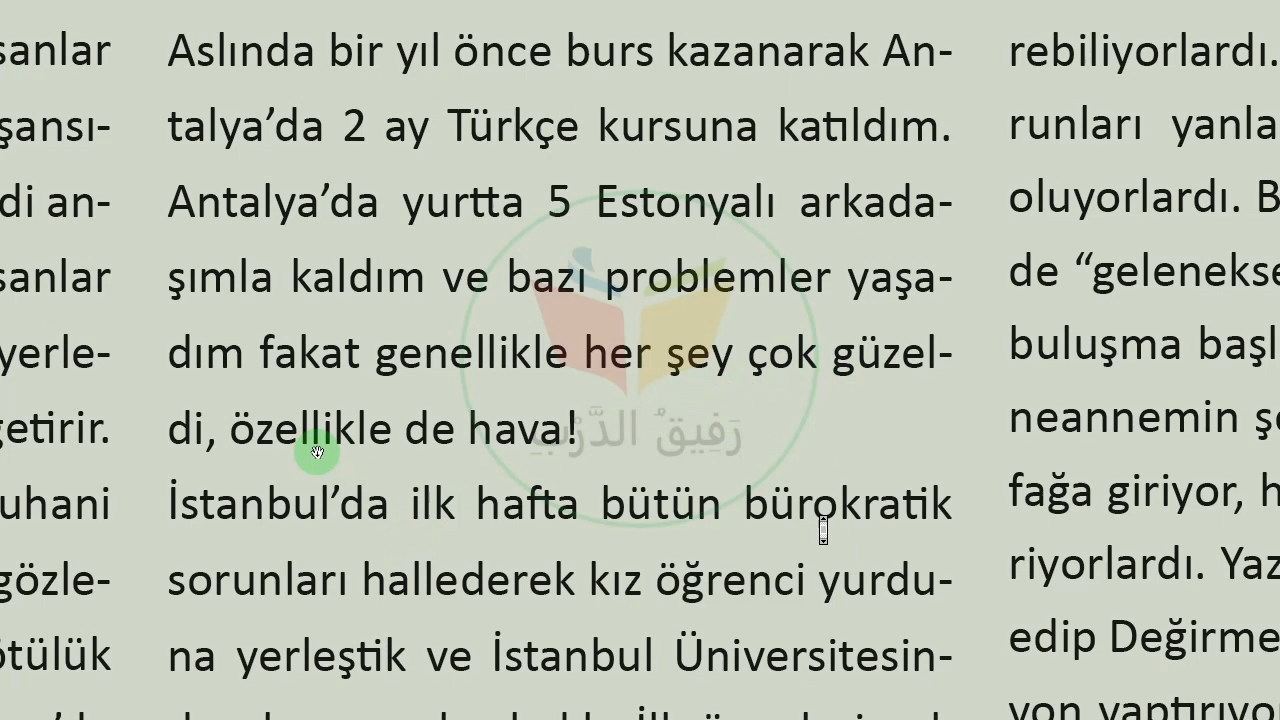 sanlar
şansı-
di an-
sanlar
yerle-
getirir.
uhani
gözle-
ötülük
Aslında bir yıl önce burs kazanarak An-
talya’da 2 ay Türkçe kursuna katıldım.
Antalya’da yurtta 5 Estonyalı arkada-
şımla kaldım ve bazı problemler yaşa-
dım fakat genellikle her şey çok güzel-
di, özellikle de hava!
İstanbul’da ilk hafta bütün bürokratik
sorunları hallederek kız öğrenci yurdu-
na yerleştik ve İstanbul Üniversitesin-
rebiliyorlardı.
runları yanla
oluyorlardı. B
de “gelenekse
buluşma başl
neannemin şe
fağa giriyor, h
riyorlardı. Yaz
edip Değirme
yon yaptırıyo
رَفِيقُ الدَّرْبِ